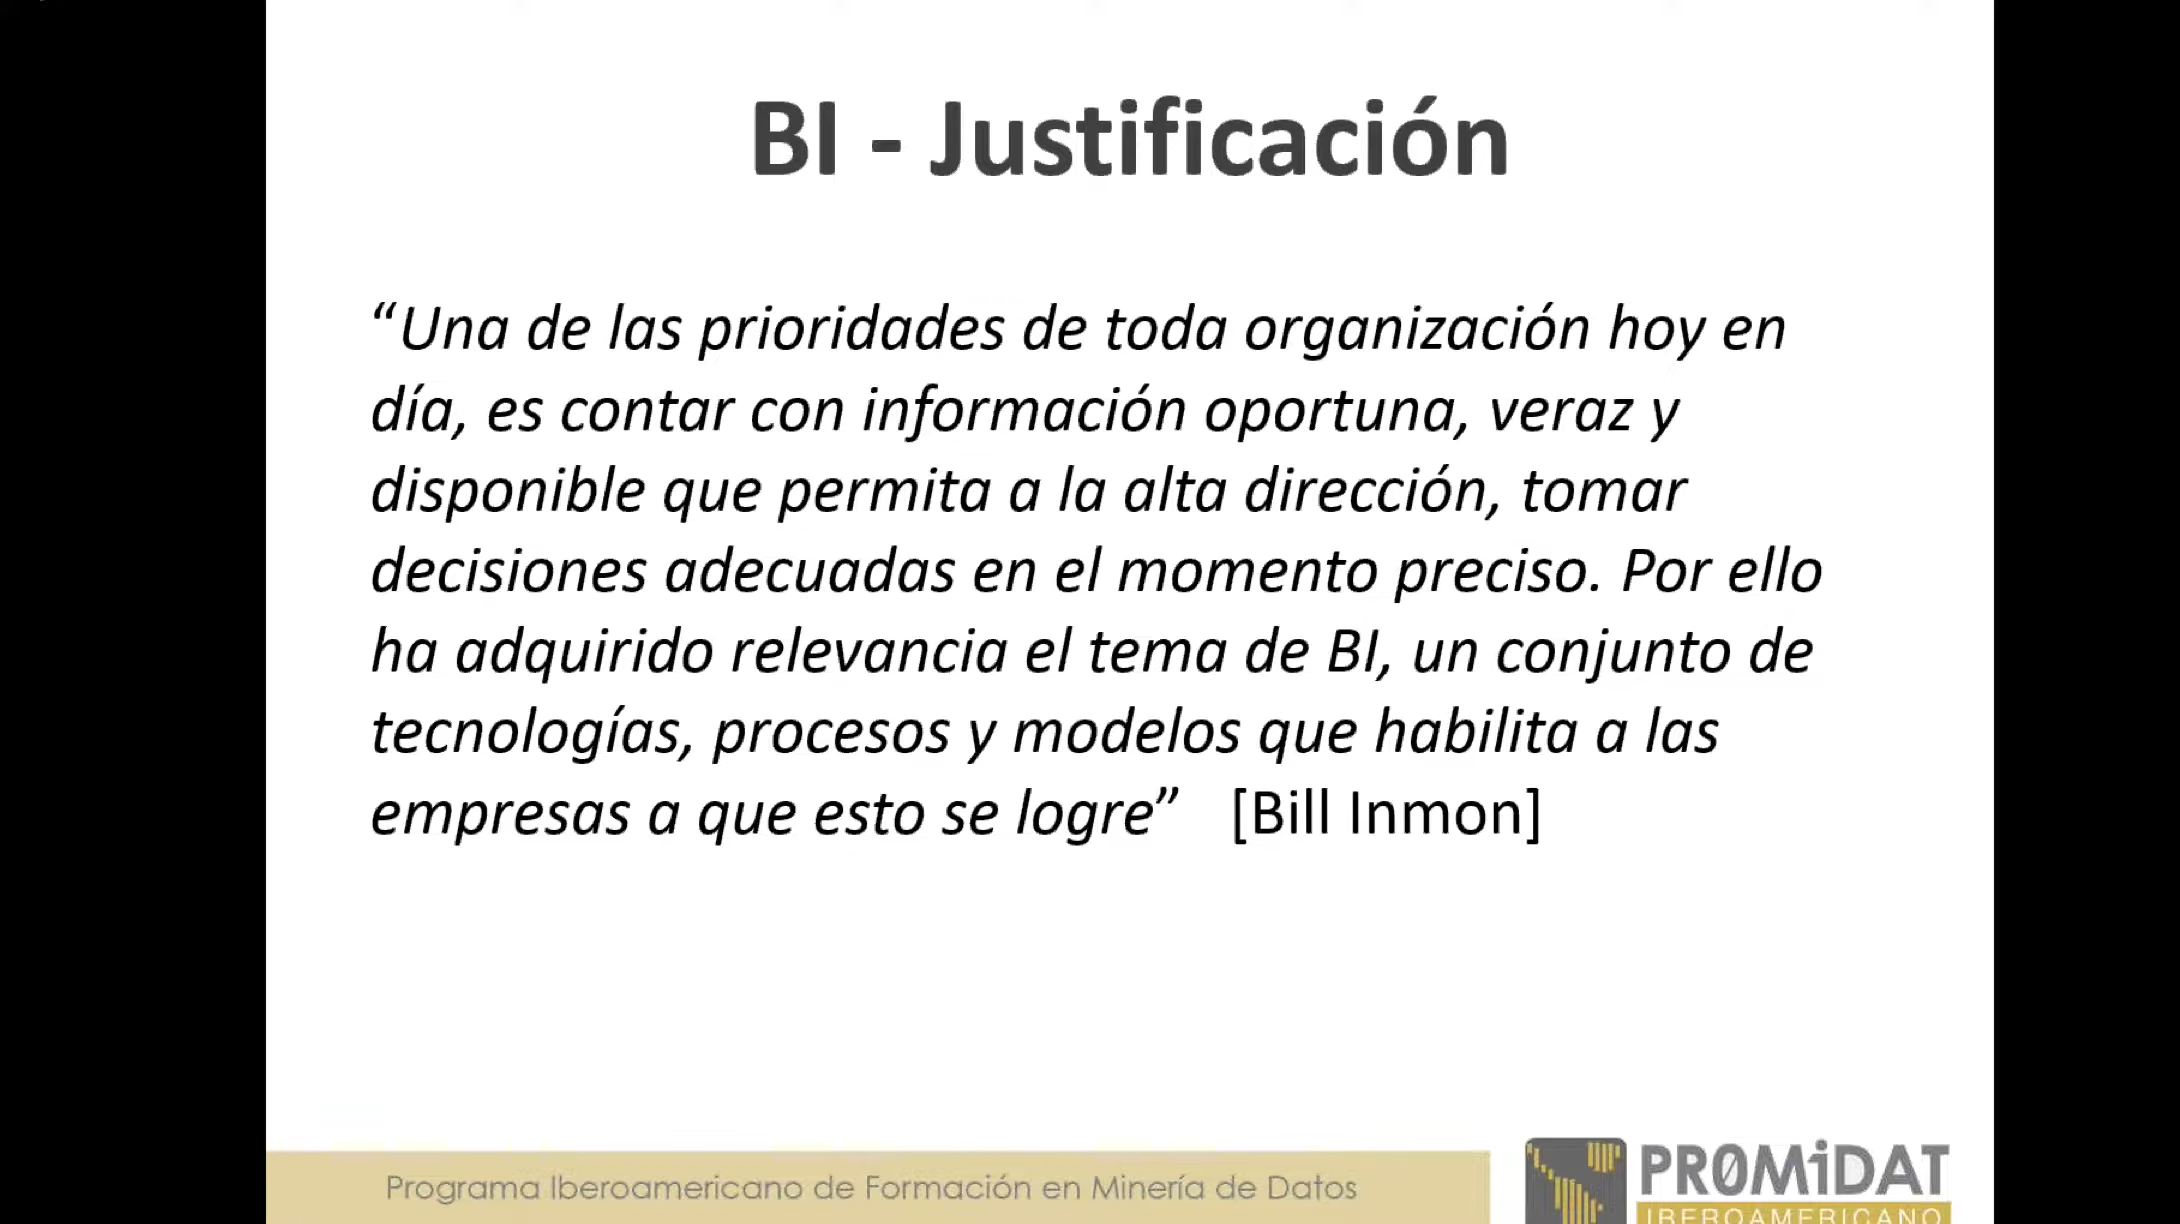 BI - Justificación
“Una de las prioridades de toda organización hoy en
día, es contar con información oportuna, veraz y
disponible que permita a la alta dirección, tomar
decisiones adecuadas en el momento preciso. Por ello
ha adquirido relevancia el tema de BI, un conjunto de
tecnologías, procesos y modelos que habilita a las
empresas a que esto se logre”   [Bill Inmon]
Programa Iberoamericano de Formación en Minería de Datos
PR0MiDAT
IBEROAMERICANO